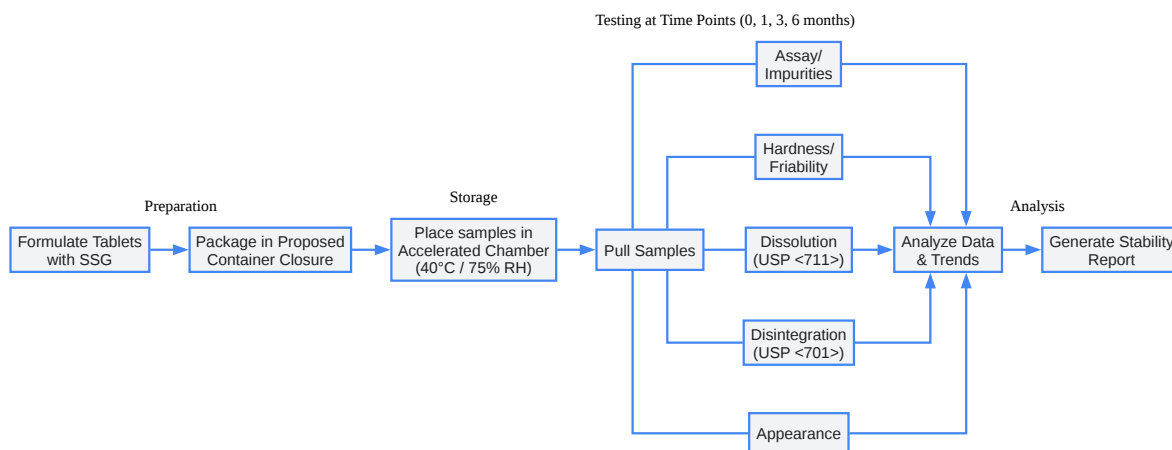 Testing at Time Points (0, 1, 3, 6 months)
Assay/
Impurities
Hardness/
Friability
Preparation
Storage
Analysis
Formulate Tablets
with SSG
Package in Proposed
Container Closure
Place samples in
Accelerated Chamber
(40°C / 75% RH)
Pull Samples
Dissolution
(USP <711>)
Analyze Data
& Trends
Generate Stability
Report
Disintegration
(USP <701>)
Appearance